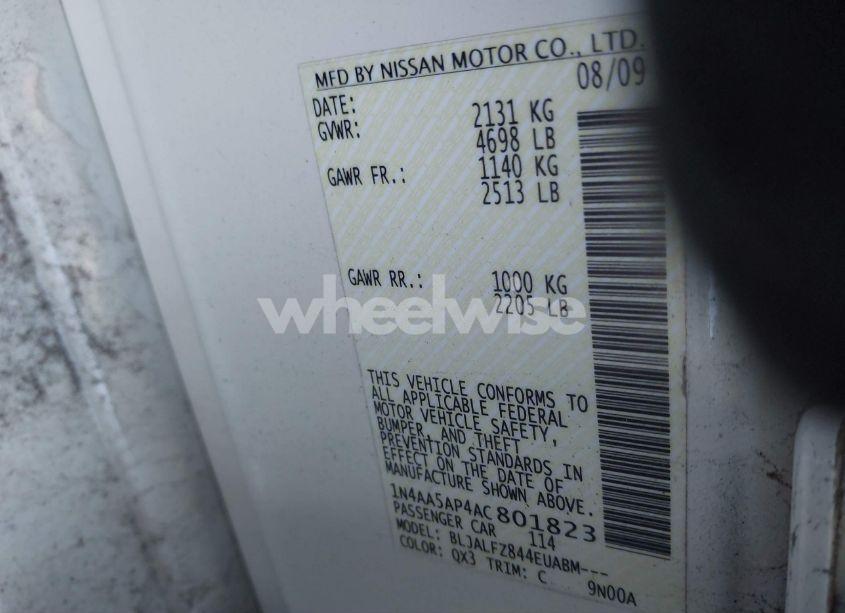 MFD BY NISSAN MOTOR CO., LTD.
DATE: 08/09
GVWR: 2131 KG
4698 LB
GAWR FR.: 1140 KG
2513 LB
GAWR RR.: 1000 KG
2205 LB
wheelwise
THIS VEHICLE CONFORMS TO
ALL APPLICABLE FEDERAL
MOTOR VEHICLE SAFETY,
BUMPER, AND THEFT
PREVENTION STANDARDS IN
EFFECT ON THE DATE OF
MANUFACTURE SHOWN ABOVE.
1N4AA5AP4AC801823
PASSENGER CAR 114
MODEL: BLJALFZ844EUABM---
COLOR: QX3 TRIM: C 9N00A